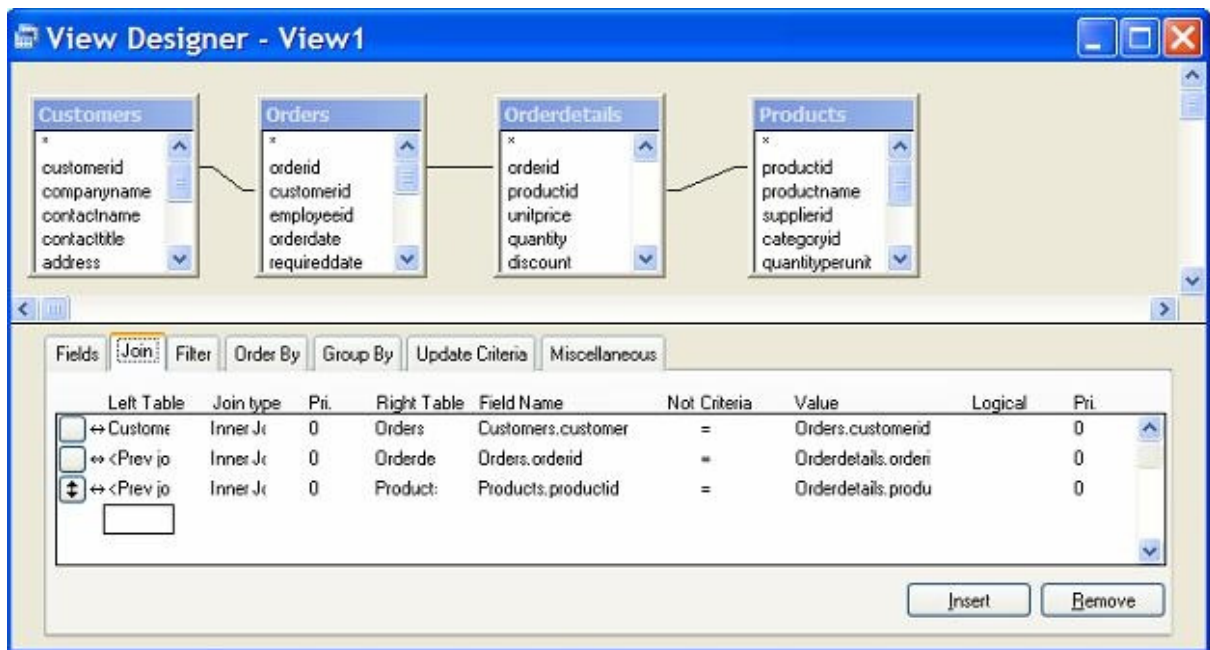 View Designer - View1
Customers Orders Orderdetails Products
* * * *
customerid orderid orderid productid
companyname customerid productid productname
contactname employeeid unitprice supplierid
contacttitle orderdate quantity categoryid
address requireddate discount quantityperunit
Fields Join Filter Order By Group By Update Criteria Miscellaneous
Left Table Join type Pri. Right Table Field Name Not Criteria Value Logical Pri.
↔ Custome Inner Jo 0 Orders Customers.customer = Orders.customerid 0
↔ <Prev jo Inner Jo 0 Orderde Orders.orderid = Orderdetails.orderi 0
↕ ↔ <Prev jo Inner Jo 0 Product: Products.productid = Orderdetails.produ 0
Insert Remove